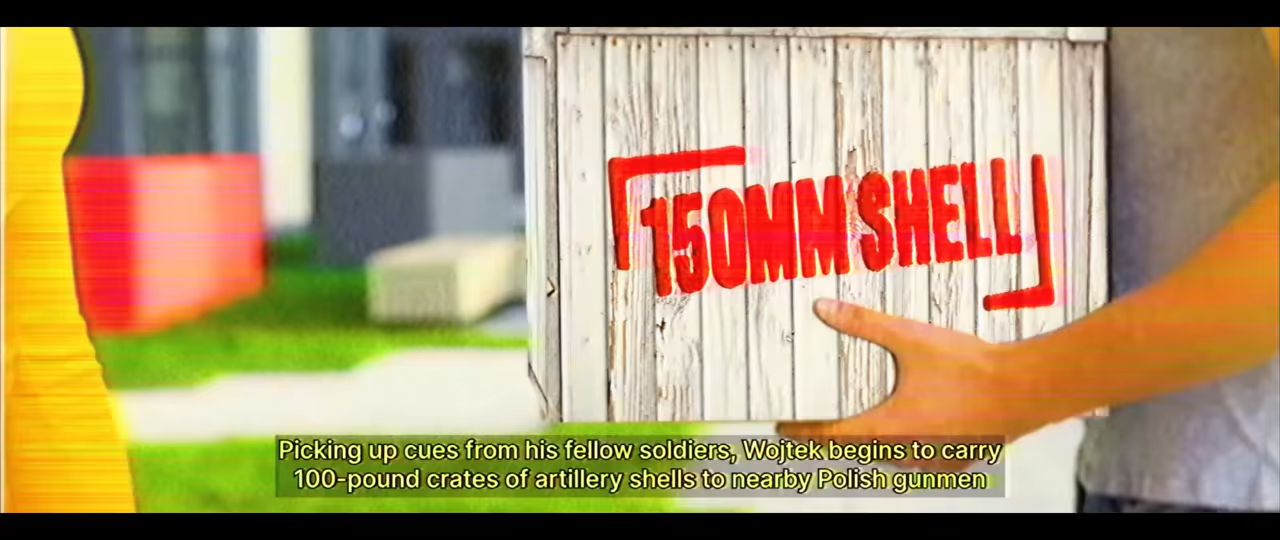 150MM SHELL
Picking up cues from his fellow soldiers, Wojtek begins to carry
100-pound crates of artillery shells to nearby Polish gunmen